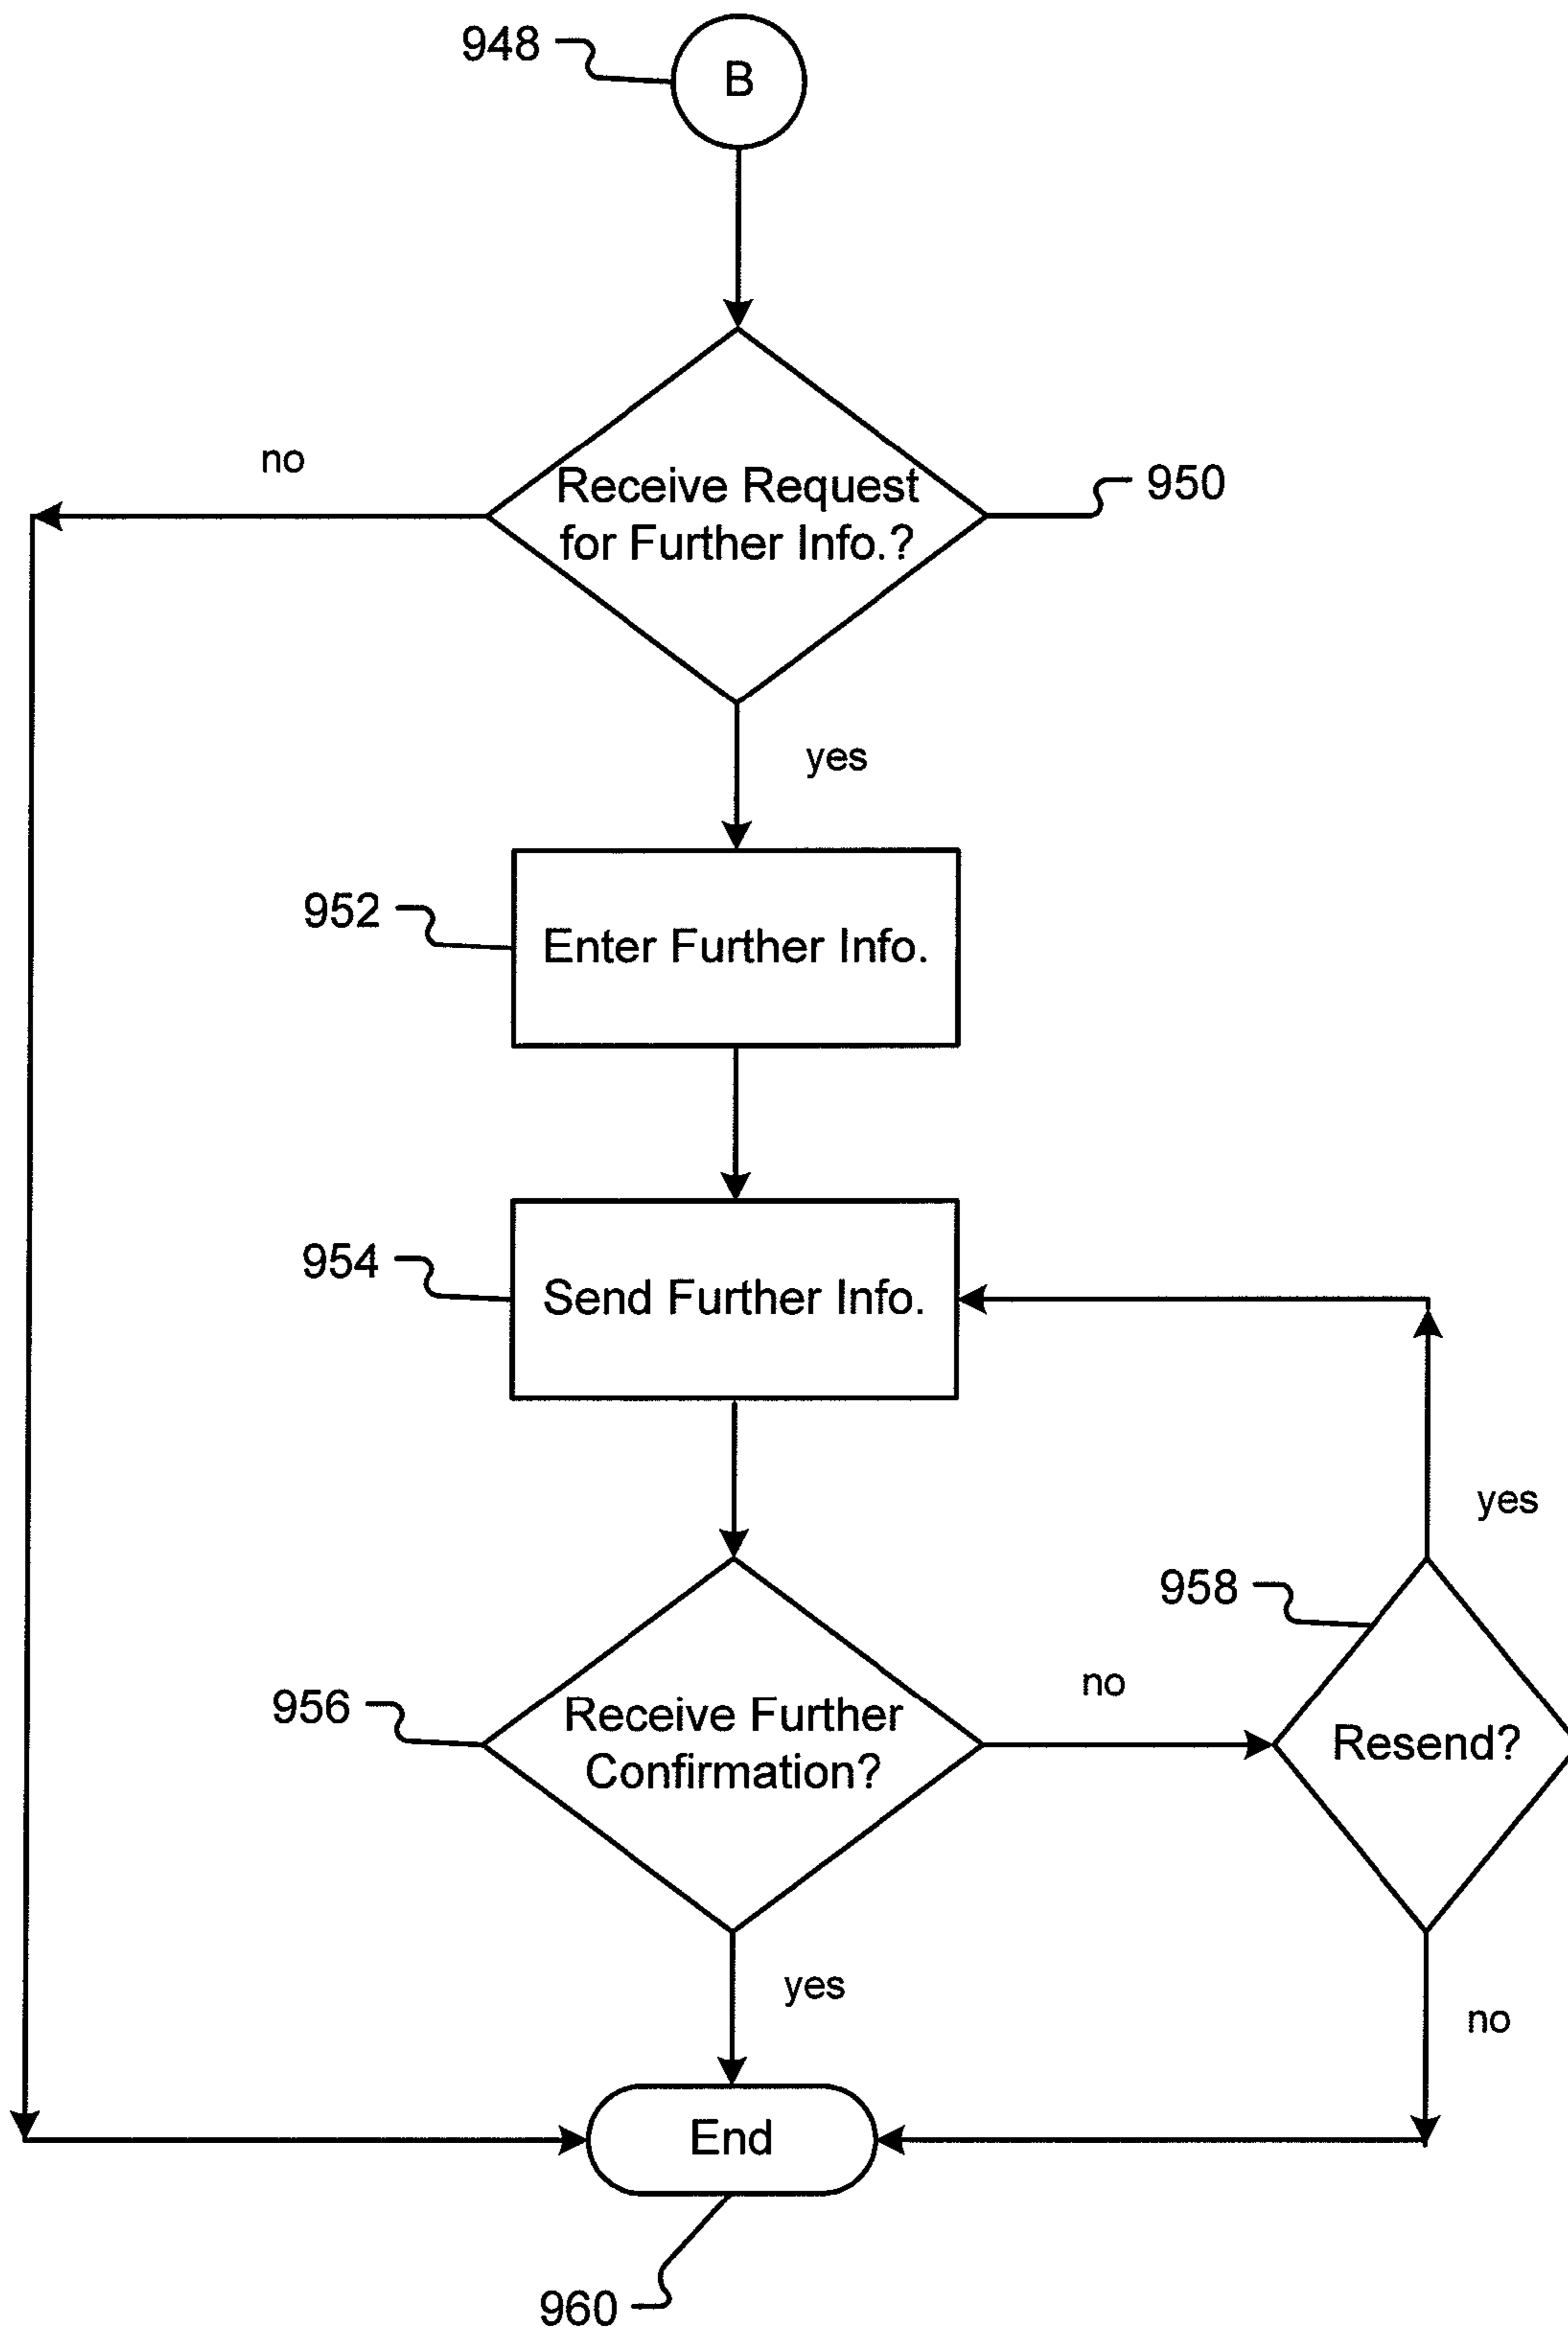 948
B
no
Receive Request
for Further Info.?
950
yes
952
Enter Further Info.
954
Send Further Info.
yes
958
956
Receive Further
Confirmation?
no
Resend?
yes
no
End
960